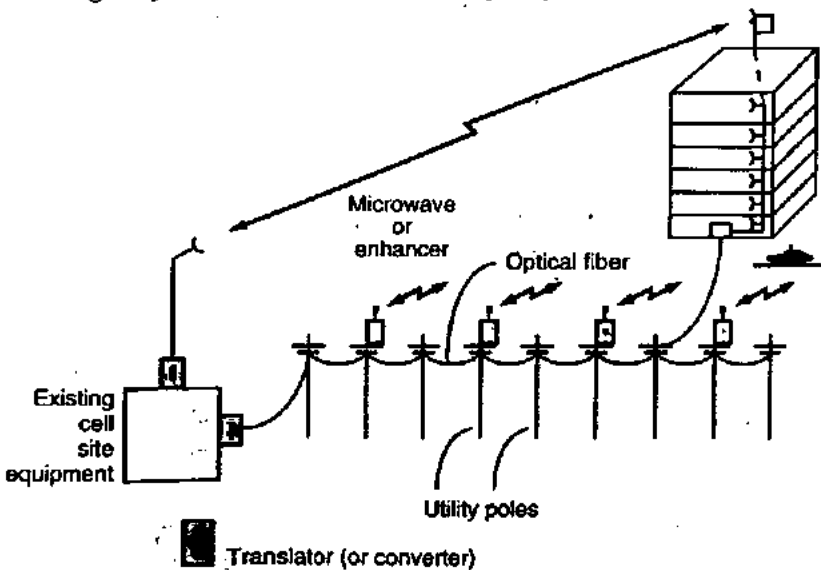 Microwave
or
enhancer
Optical fiber
Existing
cell
site
equipment
Utility poles
Translator (or converter)